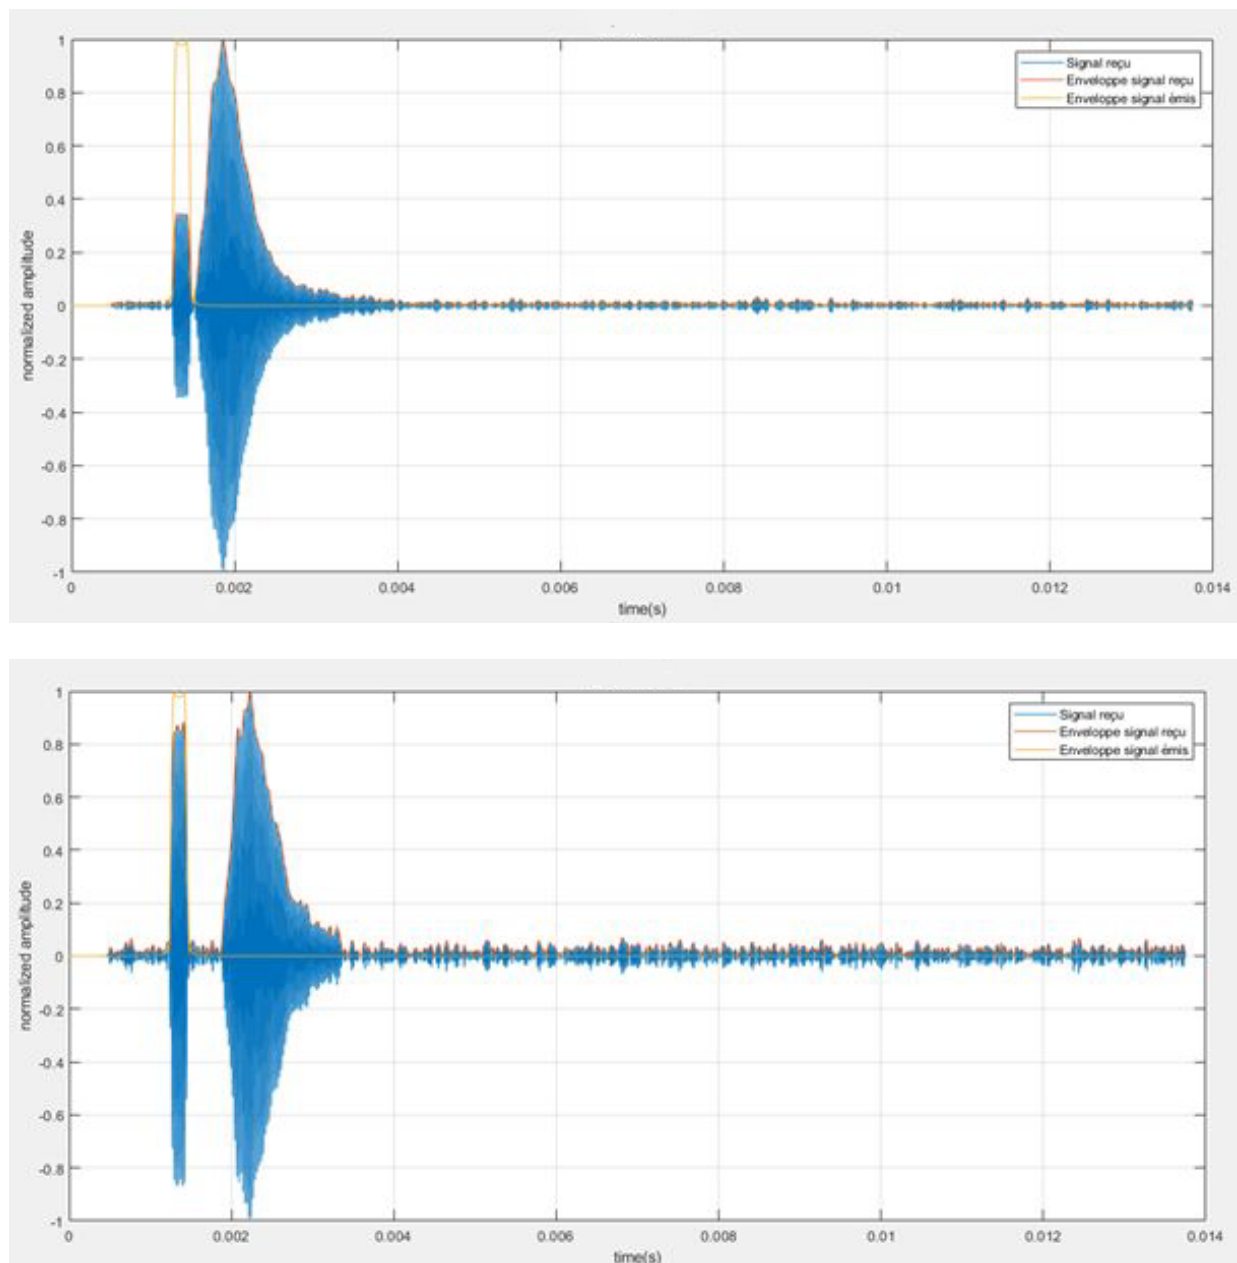 1
0.8
0.6
0.4
0.2
0
-0.2
-0.4
-0.6
-0.8
-1
normalized amplitude
Signal reçu
Enveloppe signal reçu
Enveloppe signal émis
0 0.002 0.004 0.006 0.008 0.01 0.012 0.014
time(s)
1
0.8
0.6
0.4
0.2
0
-0.2
-0.4
-0.6
-0.8
-1
normalized amplitude
Signal reçu
Enveloppe signal reçu
Enveloppe signal émis
0 0.002 0.004 0.006 0.008 0.01 0.012 0.014
time(s)